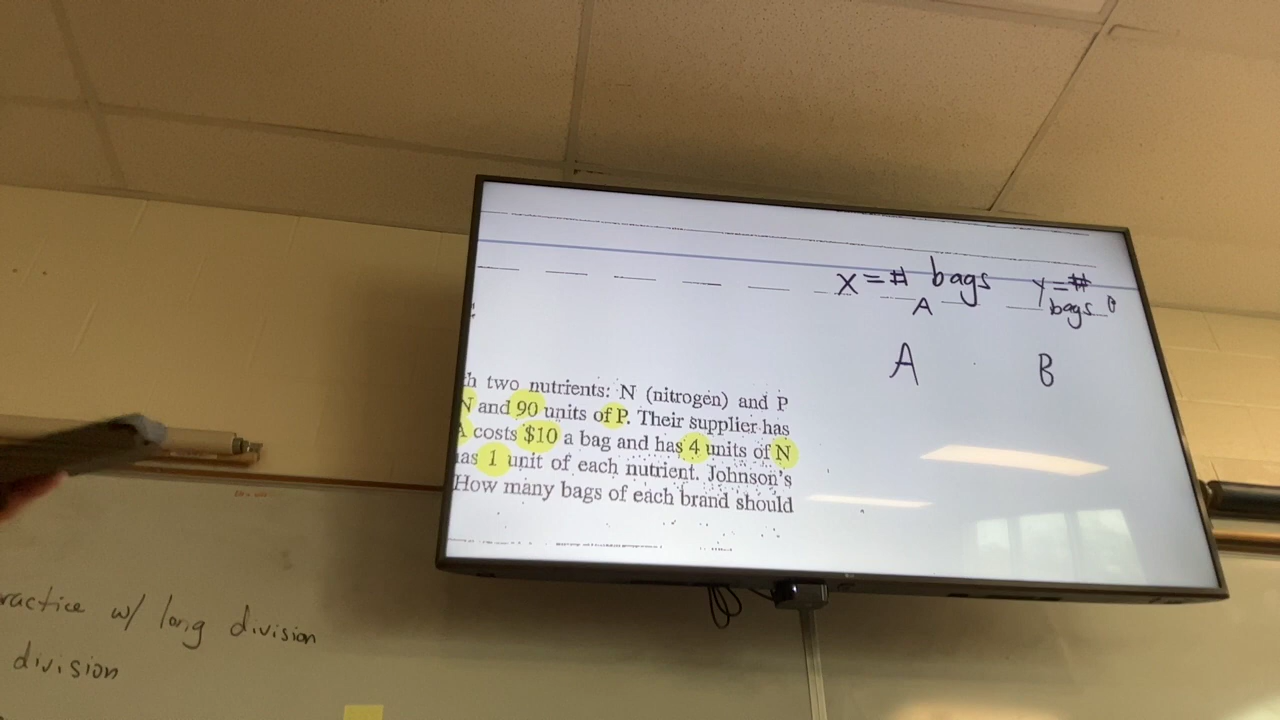 x = # bags
A
y = #
bags B
A B
two nutrients: N (nitrogen) and P
N and 90 units of P. Their supplier has
A costs $10 a bag and has 4 units of N
has 1 unit of each nutrient. Johnson's
How many bags of each brand should
practice w/ long division
division